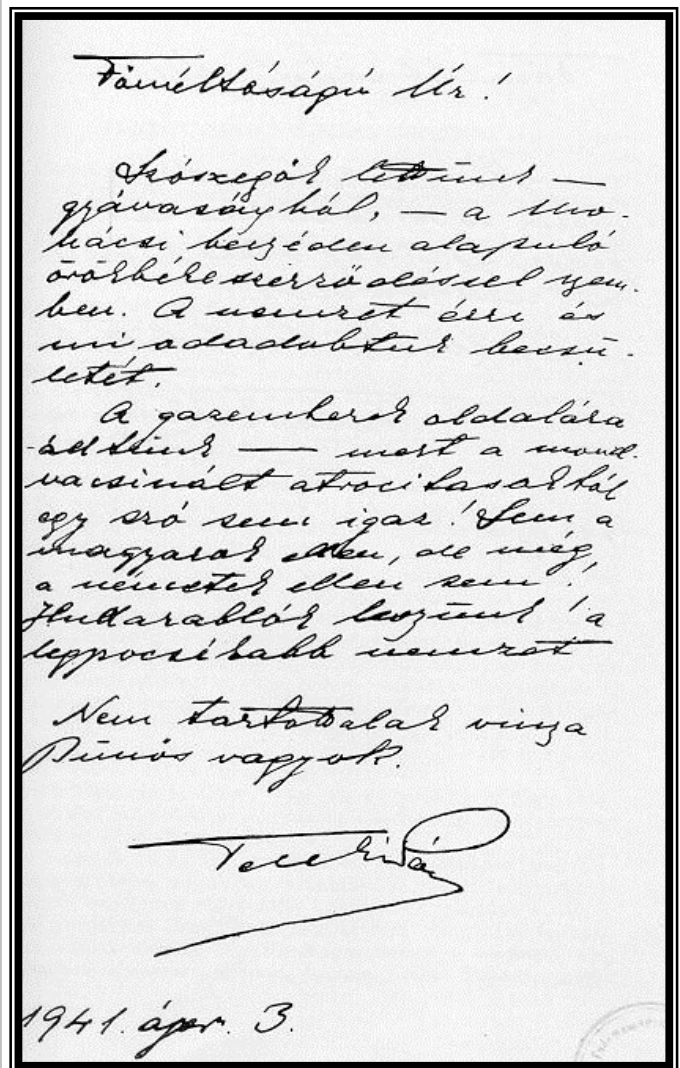 Főméltóságú Úr!
Szószegők lettünk —
gyávaságból, — a mo-
hácsi beszéden alapuló
örökbékeszerződéssel szem-
ben. A nemzet érzi és
mi odadobtuk becsü-
letét.
A gazemberek oldalára
álltunk — mert a mond-
vacsinált atrocitasokból
egy szó sem igaz! Sem a
magyarok ellen, de még
a németek ellen sem!
Hullarablók leszünk! a
legpocsékabb nemzet
Nem tartottalak vissza
Bűnös vagyok.
Teleki Pál
1941. ápr. 3.